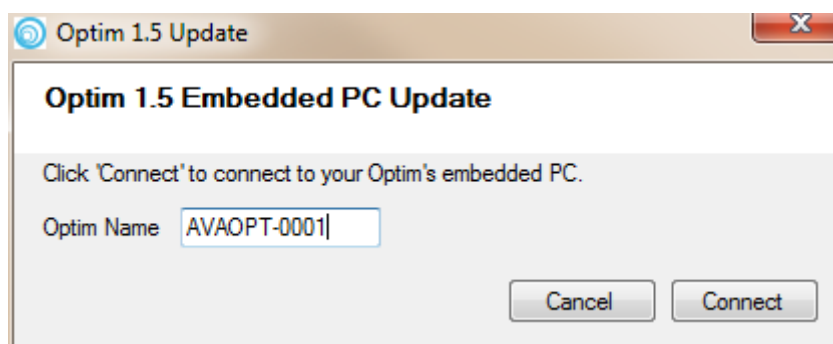 Optim 1.5 Update
Optim 1.5 Embedded PC Update
Click 'Connect' to connect to your Optim's embedded PC.
Optim Name AVAOPT-0001
Cancel Connect